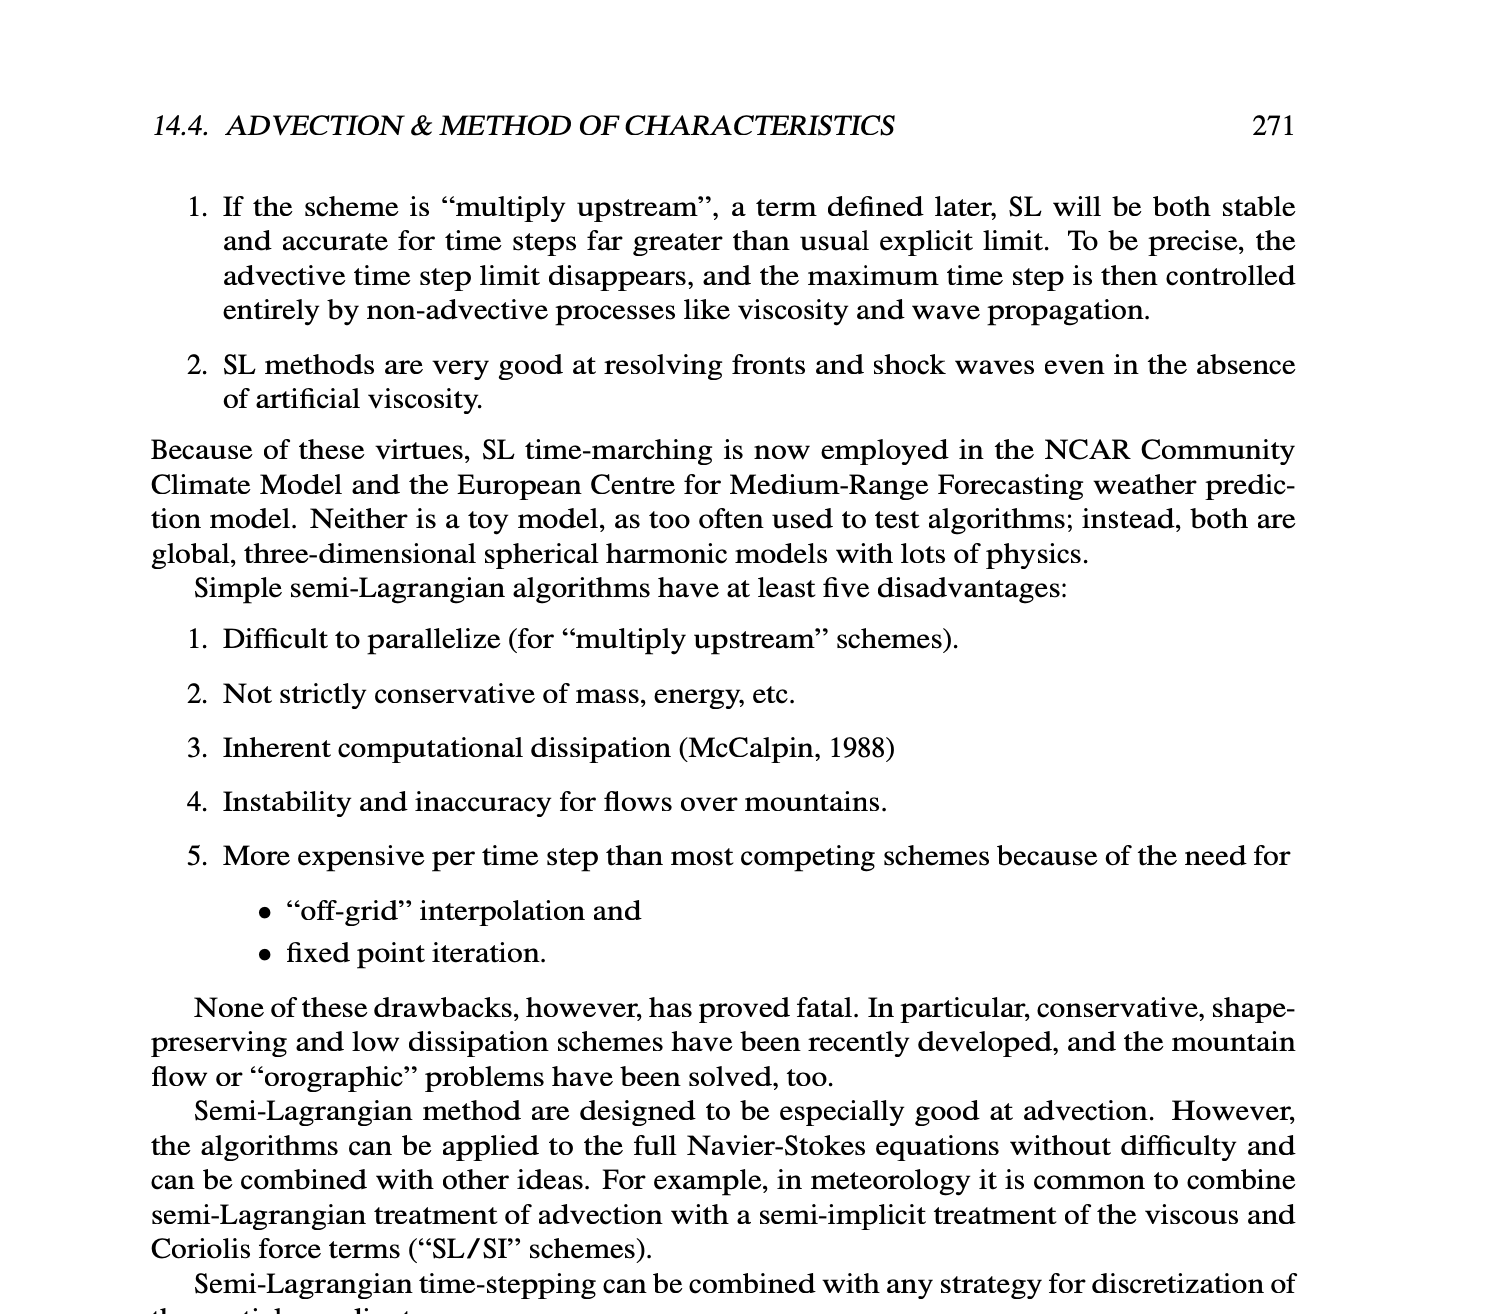 14.4. ADVECTION & METHOD OF CHARACTERISTICS 271
1. If the scheme is “multiply upstream”, a term defined later, SL will be both stable
and accurate for time steps far greater than usual explicit limit. To be precise, the
advective time step limit disappears, and the maximum time step is then controlled
entirely by non-advective processes like viscosity and wave propagation.
2. SL methods are very good at resolving fronts and shock waves even in the absence
of artificial viscosity.
Because of these virtues, SL time-marching is now employed in the NCAR Community
Climate Model and the European Centre for Medium-Range Forecasting weather predic-
tion model. Neither is a toy model, as too often used to test algorithms; instead, both are
global, three-dimensional spherical harmonic models with lots of physics.
Simple semi-Lagrangian algorithms have at least five disadvantages:
1. Difficult to parallelize (for “multiply upstream” schemes).
2. Not strictly conservative of mass, energy, etc.
3. Inherent computational dissipation (McCalpin, 1988)
4. Instability and inaccuracy for flows over mountains.
5. More expensive per time step than most competing schemes because of the need for
• “off-grid” interpolation and
• fixed point iteration.
None of these drawbacks, however, has proved fatal. In particular, conservative, shape-
preserving and low dissipation schemes have been recently developed, and the mountain
flow or “orographic” problems have been solved, too.
Semi-Lagrangian method are designed to be especially good at advection. However,
the algorithms can be applied to the full Navier-Stokes equations without difficulty and
can be combined with other ideas. For example, in meteorology it is common to combine
semi-Lagrangian treatment of advection with a semi-implicit treatment of the viscous and
Coriolis force terms (“SL/SI” schemes).
Semi-Lagrangian time-stepping can be combined with any strategy for discretization of